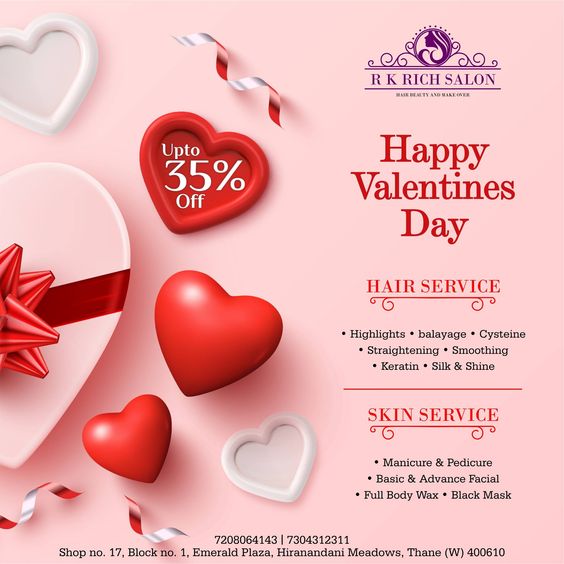 R K RICH SALON
HAIR BEAUTY AND MAKE OVER
Upto
35%
Off
Happy
Valentines
Day
HAIR SERVICE
• Highlights • balayage • Cysteine
• Straightening • Smoothing
• Keratin • Silk & Shine
SKIN SERVICE
• Manicure & Pedicure
• Basic & Advance Facial
• Full Body Wax • Black Mask
7208064143 | 7304312311
Shop no. 17, Block no. 1, Emerald Plaza, Hiranandani Meadows, Thane (W) 400610